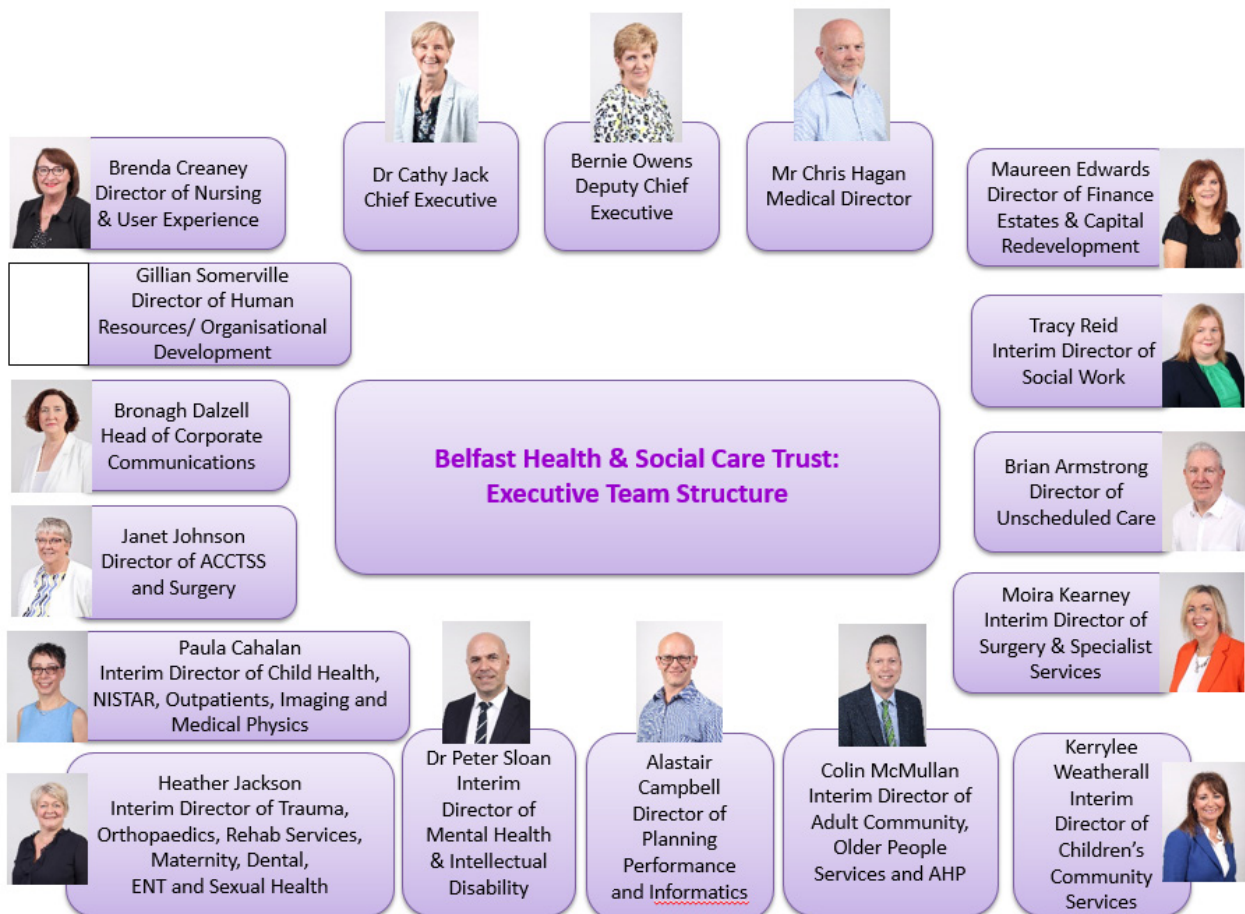 Dr Cathy Jack
Chief Executive
Bernie Owens
Deputy Chief
Executive
Mr Chris Hagan
Medical Director
Brenda Creaney
Director of Nursing
& User Experience
Maureen Edwards
Director of Finance
Estates & Capital
Redevelopment
Gillian Somerville
Director of Human
Resources/ Organisational
Development
Tracy Reid
Interim Director of
Social Work
Bronagh Dalzell
Head of Corporate
Communications
Belfast Health & Social Care Trust:
Executive Team Structure
Brian Armstrong
Director of
Unscheduled Care
Janet Johnson
Director of ACCTSS
and Surgery
Moira Kearney
Interim Director of
Surgery & Specialist
Services
Paula Cahalan
Interim Director of Child Health,
NISTAR, Outpatients, Imaging and
Medical Physics
Heather Jackson
Interim Director of Trauma,
Orthopaedics, Rehab Services,
Maternity, Dental,
ENT and Sexual Health
Dr Peter Sloan
Interim
Director of
Mental Health
& Intellectual
Disability
Alastair
Campbell
Director of
Planning
Performance
and Informatics
Colin McMullan
Interim Director of
Adult Community,
Older People
Services and AHP
Kerrylee
Weatherall
Interim
Director of
Children’s
Community
Services